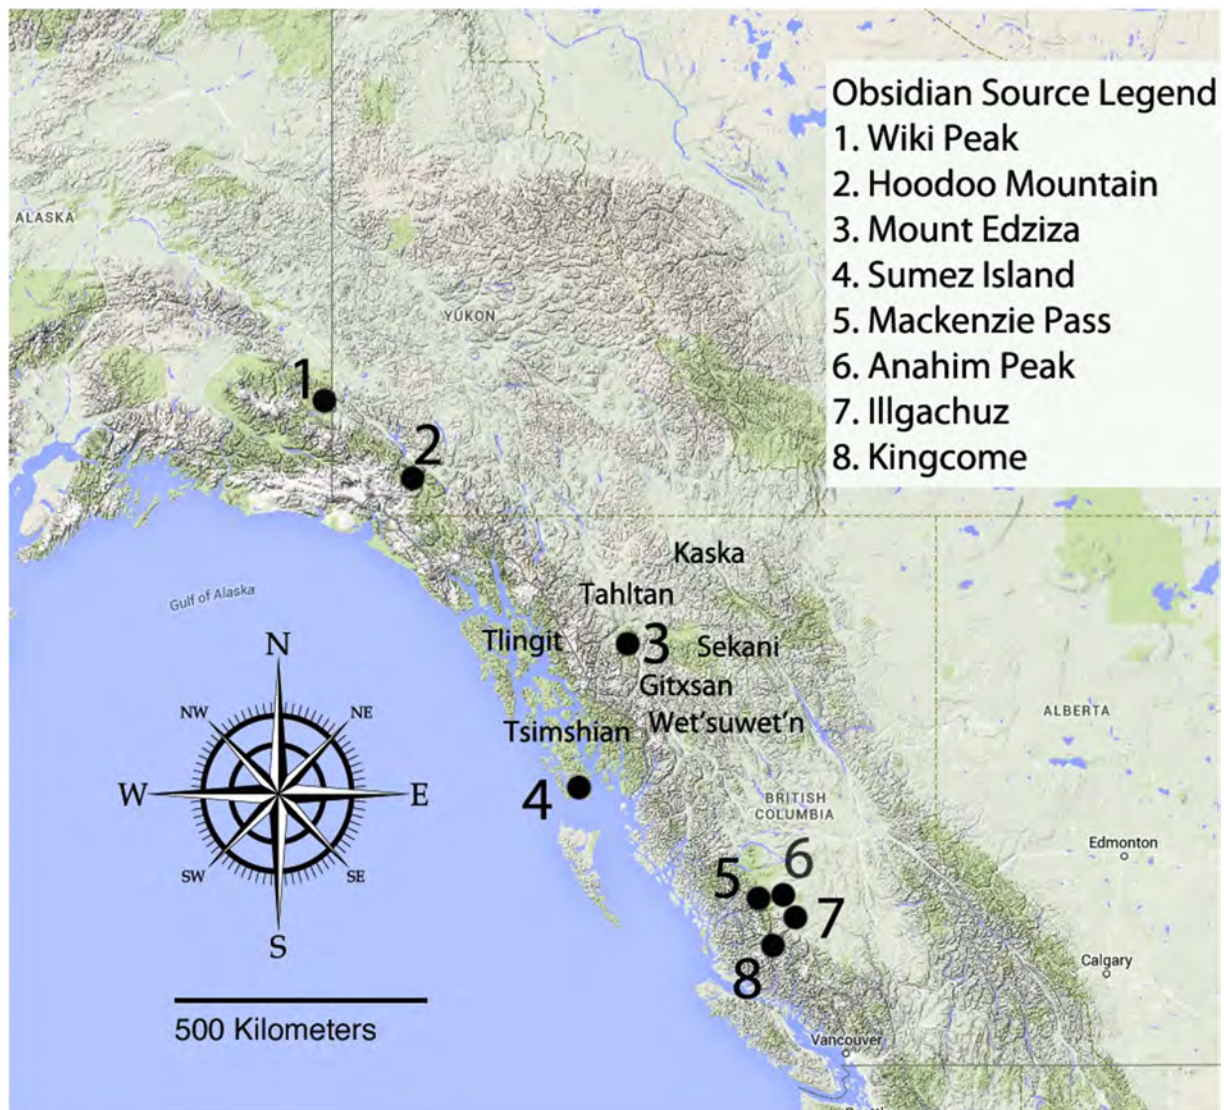 Obsidian Source Legend
1. Wiki Peak
2. Hoodoo Mountain
3. Mount Edziza
4. Sumez Island
5. Mackenzie Pass
6. Anahim Peak
7. Illgachuz
8. Kingcome
ALASKA
YUKON
1
2
Kaska
Tahltan
Gulf of Alaska
Tlingit
3
Sekani
Gitxsan
Wet'suwet'n
Tsimshian
ALBERTA
N
NW
NE
W
E
SW
SE
S
4
BRITISH
COLUMBIA
Edmonton
5
6
7
8
Calgary
500 Kilometers
Vancouver